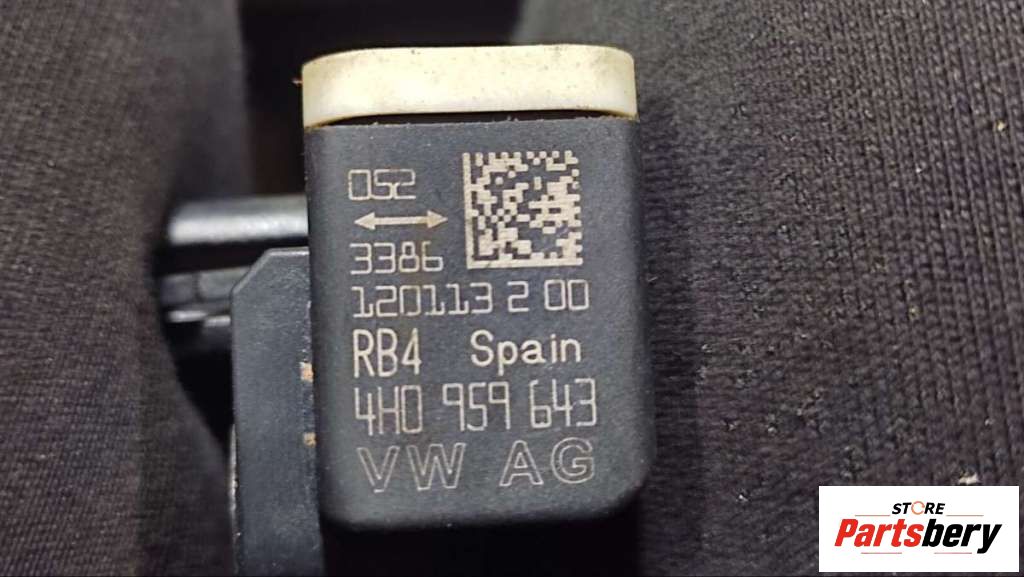 052
3386
120113 2 00
RB4 Spain
4H0 959 643
VW AG
STORE
Partsbery